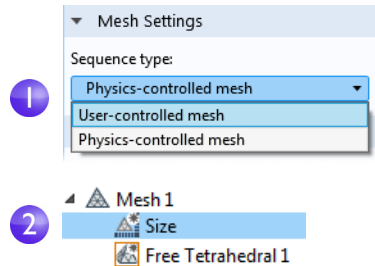 Mesh Settings
Sequence type:
1
Physics-controlled mesh
User-controlled mesh
Physics-controlled mesh
Mesh 1
2
Size
Free Tetrahedral 1